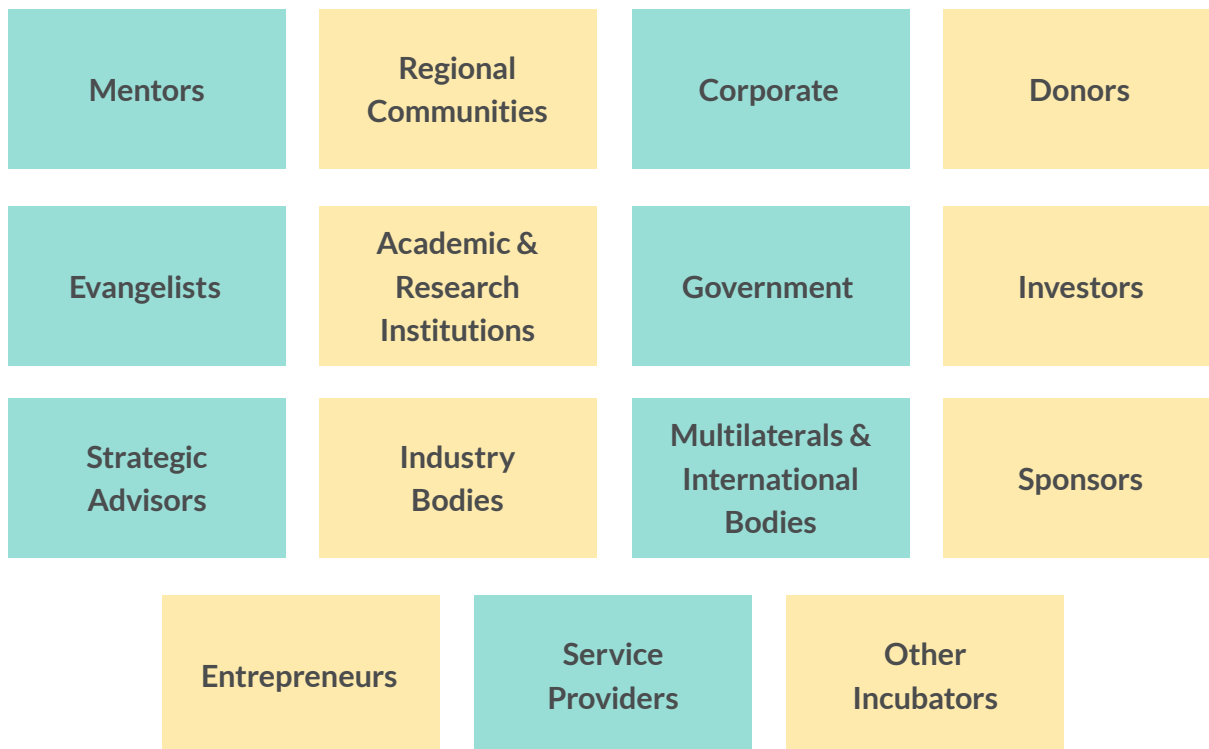 Mentors
Regional
Communities
Corporate
Donors
Evangelists
Academic &
Research
Institutions
Government
Investors
Strategic
Advisors
Industry
Bodies
Multilaterals &
International
Bodies
Sponsors
Entrepreneurs
Service
Providers
Other
Incubators